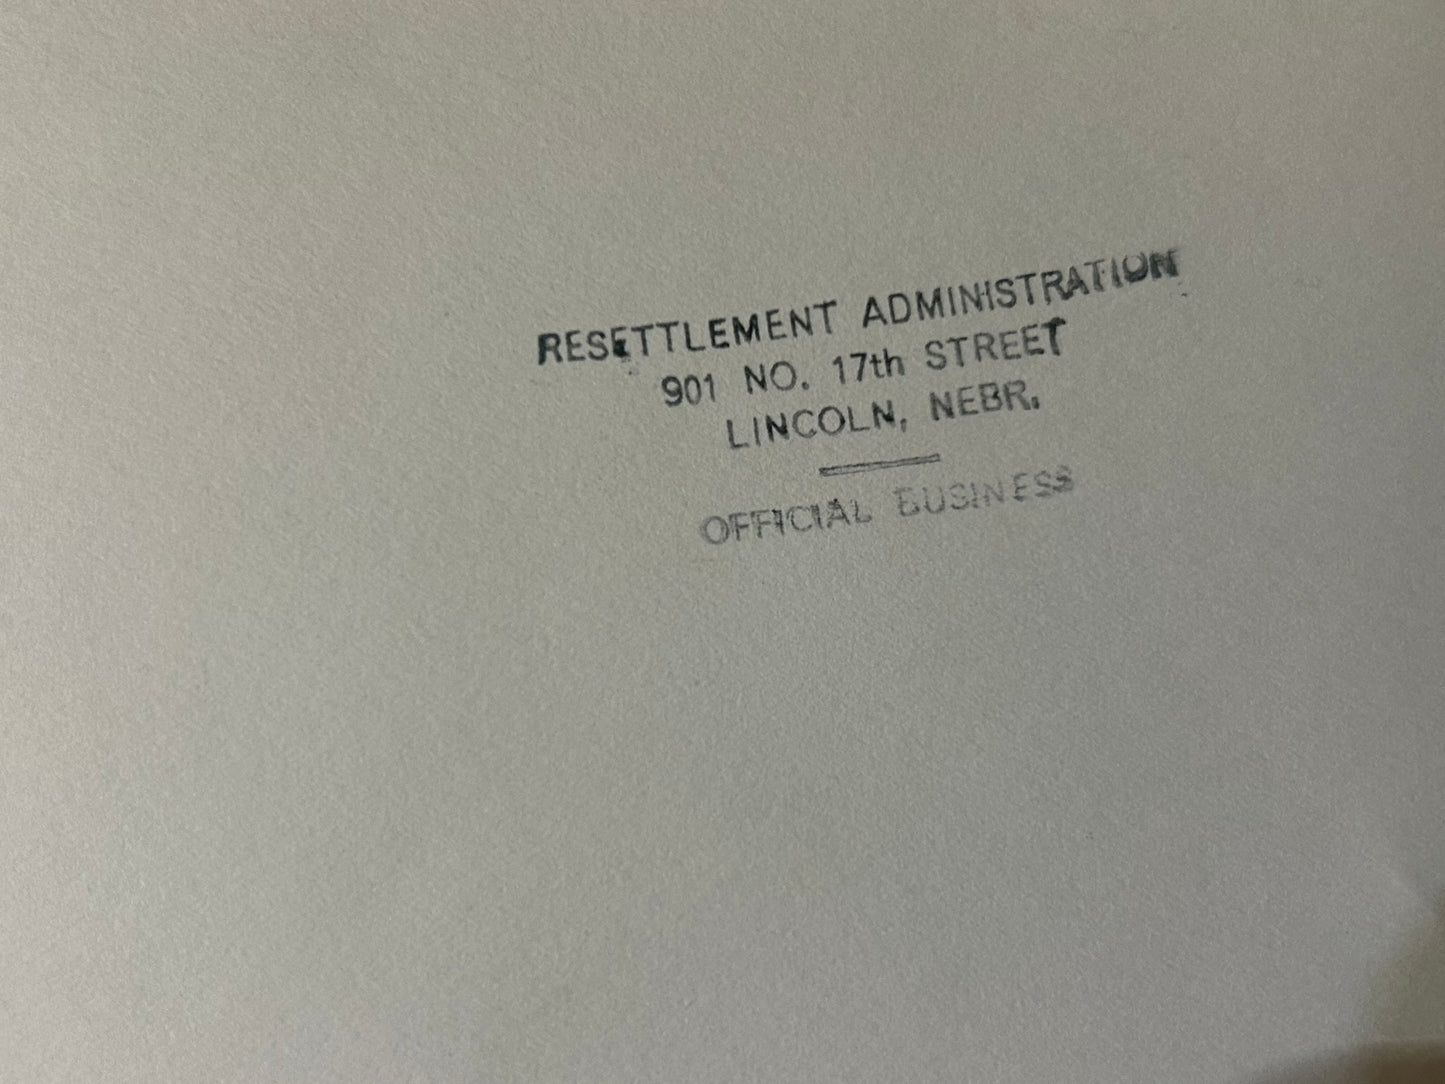 RESETTLEMENT ADMINISTRATION
901 NO. 17th STREET
LINCOLN, NEBR.
OFFICIAL BUSINESS